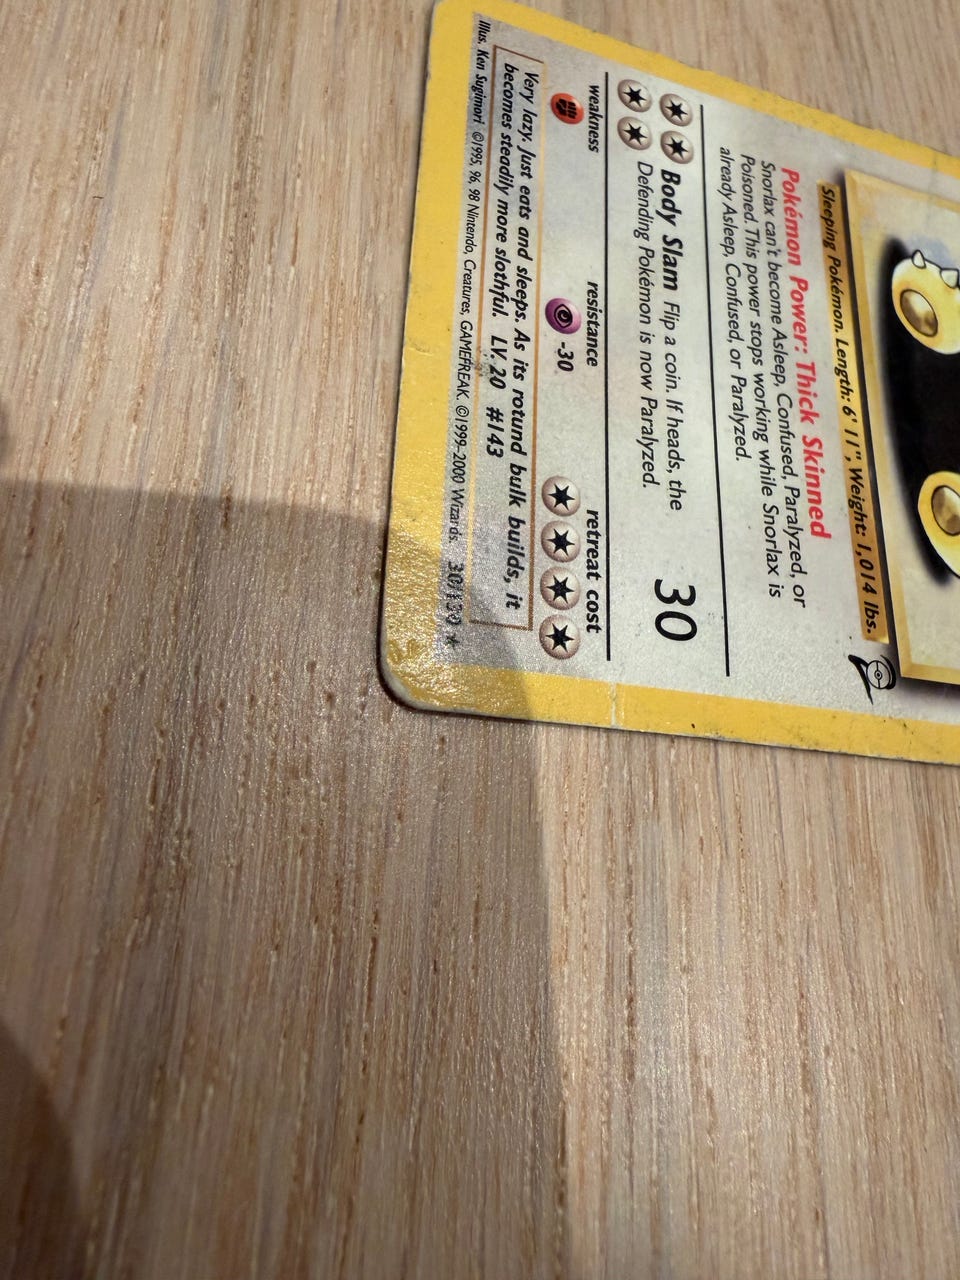 Sleeping Pokémon. Length: 6' 11", Weight: 1,014 lbs.
Pokémon Power: Thick Skinned
Snorlax can't become Asleep, Confused, Paralyzed, or
Poisoned. This power stops working while Snorlax is
already Asleep, Confused, or Paralyzed.
Body Slam Flip a coin. If heads, the
Defending Pokémon is now Paralyzed.
30
weakness
resistance
retreat cost
-30
Very lazy. Just eats and sleeps. As its rotund bulk builds, it
becomes steadily more slothful. LV. 20 #143
Illus. Ken Sugimori ©1995, 96, 98 Nintendo, Creatures, GAMEFREAK. ©1999-2000 Wizards. 30/130 ★